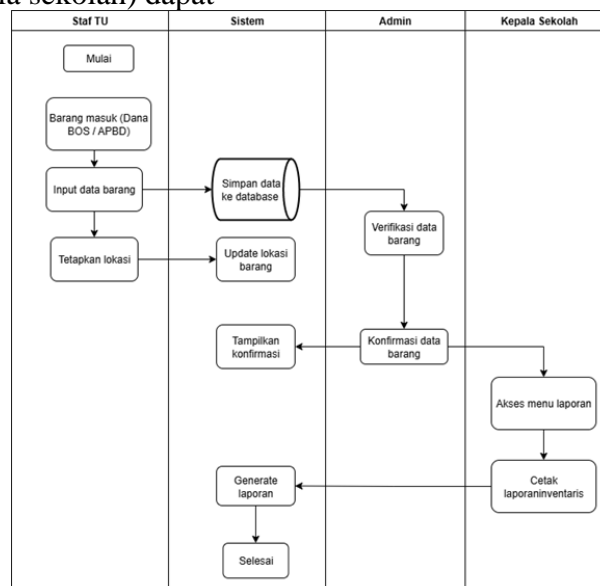 a sekolah) dapat
Staf TU
Sistem
Admin
Kepala Sekolah
Mulai
Barang masuk (Dana
BOS / APBD)
Input data barang
Simpan data
ke database
Verifikasi data
barang
Tetapkan lokasi
Update lokasi
barang
Tampilkan
konfirmasi
Konfirmasi data
barang
Akses menu laporan
Generate
laporan
Cetak
laporaninventaris
Selesai